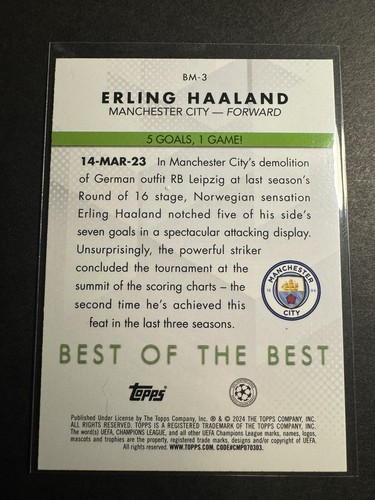 BM-3
ERLING HAALAND
MANCHESTER CITY — FORWARD
5 GOALS, 1 GAME!
14-MAR-23 In Manchester City's demolition
of German outfit RB Leipzig at last season's
Round of 16 stage, Norwegian sensation
Erling Haaland notched five of his side's
seven goals in a spectacular attacking display.
Unsurprisingly, the powerful striker
concluded the tournament at the
summit of the scoring charts – the
second time he's achieved this
feat in the last three seasons.
MANCHESTER
18 94
CITY
BEST OF THE BEST
Topps
Published Under License by The Topps Company, Inc. ® & © 2024 THE TOPPS COMPANY, INC.
ALL RIGHTS RESERVED. TOPPS IS A REGISTERED TRADEMARK OF THE TOPPS COMPANY, INC.
The word(s) UEFA, CHAMPIONS LEAGUE, and all other UEFA Champions League marks, names, logos,
mascots and trophies are the property, registered trade marks, designs and/or copyright of UEFA.
All rights reserved. WWW.TOPPS.COM. CODE#CMP070303.